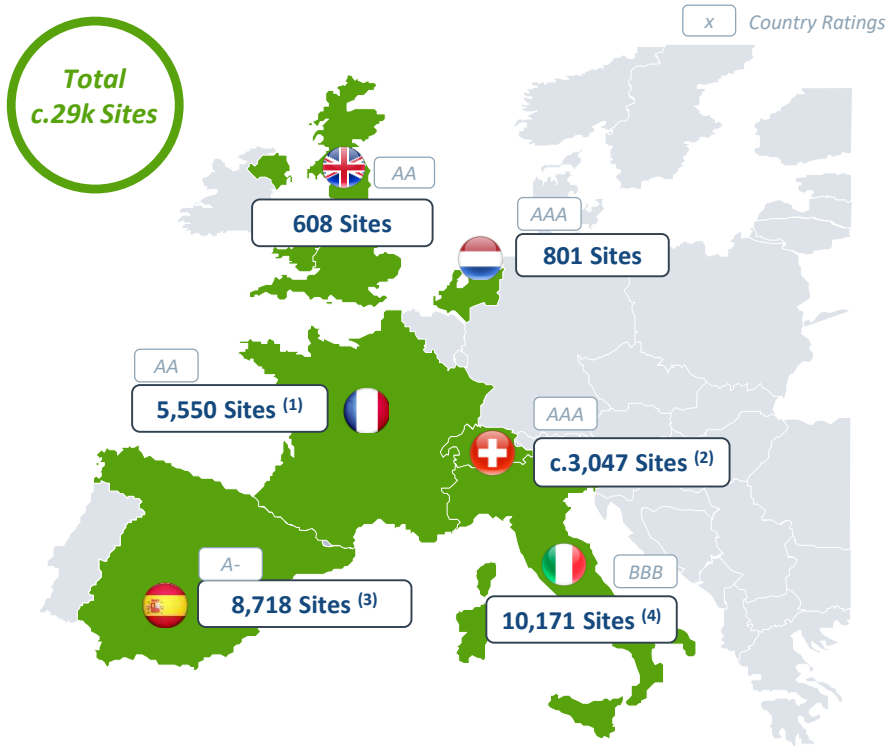 x Country Ratings
Total
c.29k Sites
AA
608 Sites
AAA
801 Sites
AA
5,550 Sites (1)
AAA
c.3,047 Sites (2)
A-
8,718 Sites (3)
BBB
10,171 Sites (4)